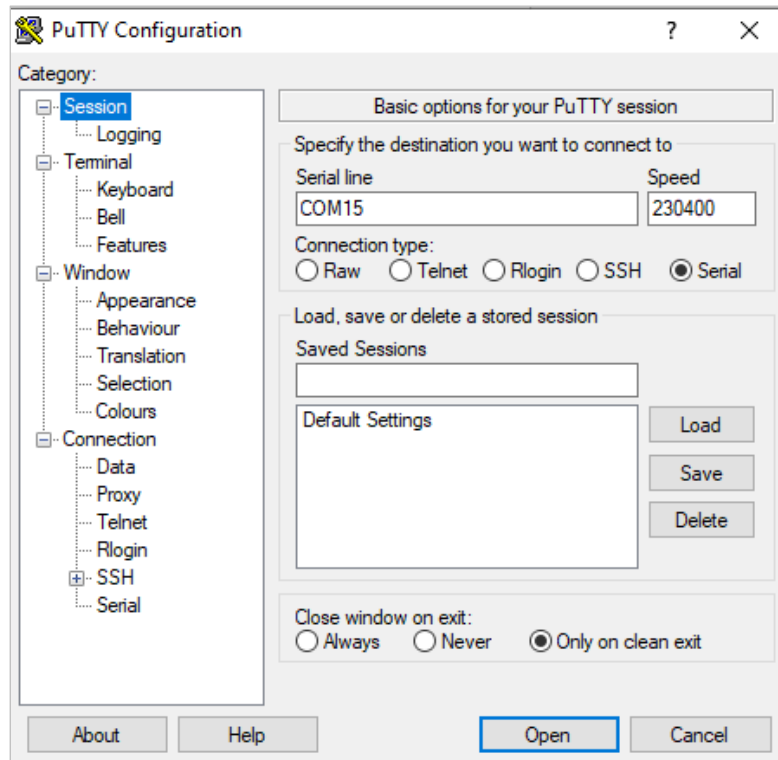 PuTTY Configuration
?
Category:
Session
Logging
Terminal
Keyboard
Bell
Features
Window
Appearance
Behaviour
Translation
Selection
Colours
Connection
Data
Proxy
Telnet
Rlogin
SSH
Serial
Basic options for your PuTTY session
Specify the destination you want to connect to
Serial line Speed
COM15 230400
Connection type:
Raw Telnet Rlogin SSH Serial
Load, save or delete a stored session
Saved Sessions
Default Settings
Load
Save
Delete
Close window on exit:
Always Never Only on clean exit
About Help Open Cancel